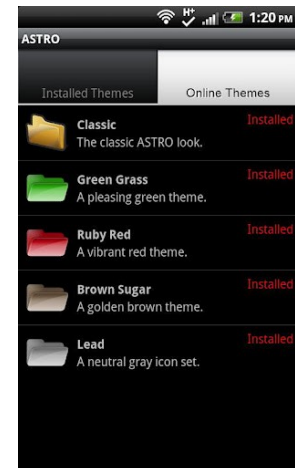 1:20 PM
ASTRO
Installed Themes
Online Themes
Classic
Installed
The classic ASTRO look.
Green Grass
Installed
A pleasing green theme.
Ruby Red
Installed
A vibrant red theme.
Brown Sugar
Installed
A golden brown theme.
Lead
Installed
A neutral gray icon set.